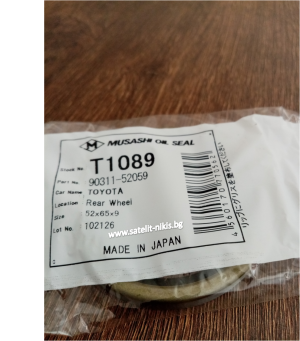 MUSASHI OIL SEAL
Stock No. T1089
Part No. 90311-52059
Car Name TOYOTA
Location Rear Wheel
Size 52x65x9
Lot No. 102126
www.satelit-nikis.bg
MADE IN JAPAN